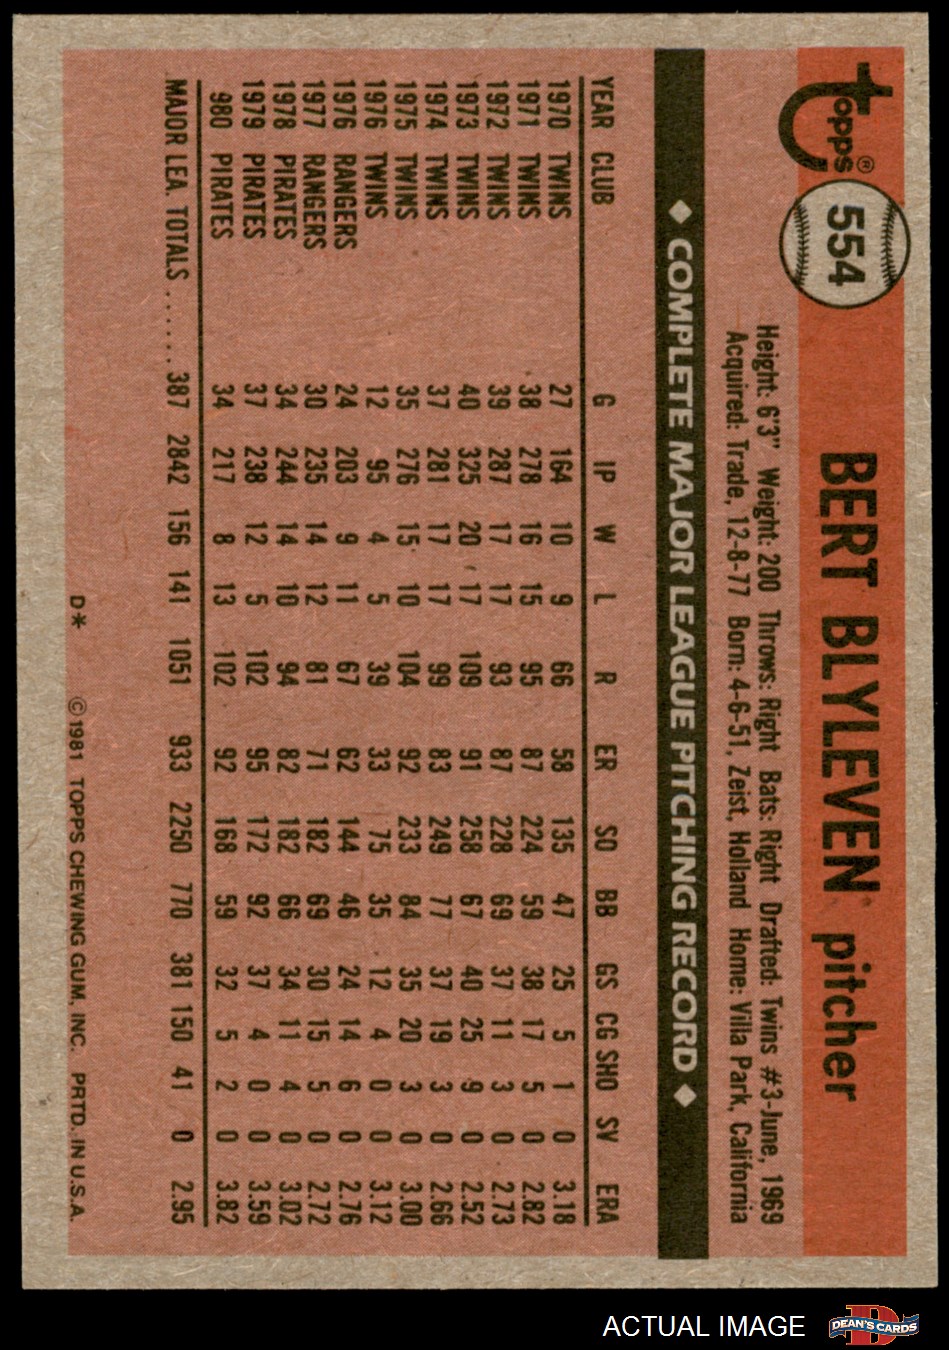 Topps® 554 BERT BLYLEVEN pitcher
Height: 6'3" Weight: 200 Throws: Right Bats: Right Drafted: Twins #3-June, 1969
Acquired: Trade, 12-8-77 Born: 4-6-51, Zeist, Holland Home: Villa Park, California
◆ COMPLETE MAJOR LEAGUE PITCHING RECORD ◆
YEAR CLUB G IP W L R ER SO BB GS CG SHO SV ERA
1970 TWINS 27 164 10 9 66 58 135 47 25 5 1 0 3.18
1971 TWINS 38 278 16 15 95 87 224 59 38 17 5 0 2.82
1972 TWINS 39 287 17 17 93 87 228 69 37 11 3 0 2.73
1973 TWINS 40 325 20 17 109 91 258 67 40 25 9 0 2.52
1974 TWINS 37 281 17 17 99 83 249 77 37 19 3 0 2.66
1975 TWINS 35 276 15 10 104 92 233 84 35 20 3 0 3.00
1976 TWINS 12 95 4 5 39 33 75 35 12 4 0 0 3.12
1976 RANGERS 24 203 9 11 67 62 144 46 24 14 6 0 2.76
1977 RANGERS 30 235 14 12 81 71 182 69 30 15 5 0 2.72
1978 PIRATES 34 244 14 10 94 82 182 66 34 11 4 0 3.02
1979 PIRATES 37 238 12 5 102 95 172 92 37 4 0 0 3.59
980 PIRATES 34 217 8 13 102 92 168 59 32 5 2 0 3.82
MAJOR LEA. TOTALS ...... 387 2842 156 141 1051 933 2250 770 381 150 41 0 2.95
D* ©1981 TOPPS CHEWING GUM, INC. PRTD. IN U.S.A.
ACTUAL IMAGE DEAN'S CARDS